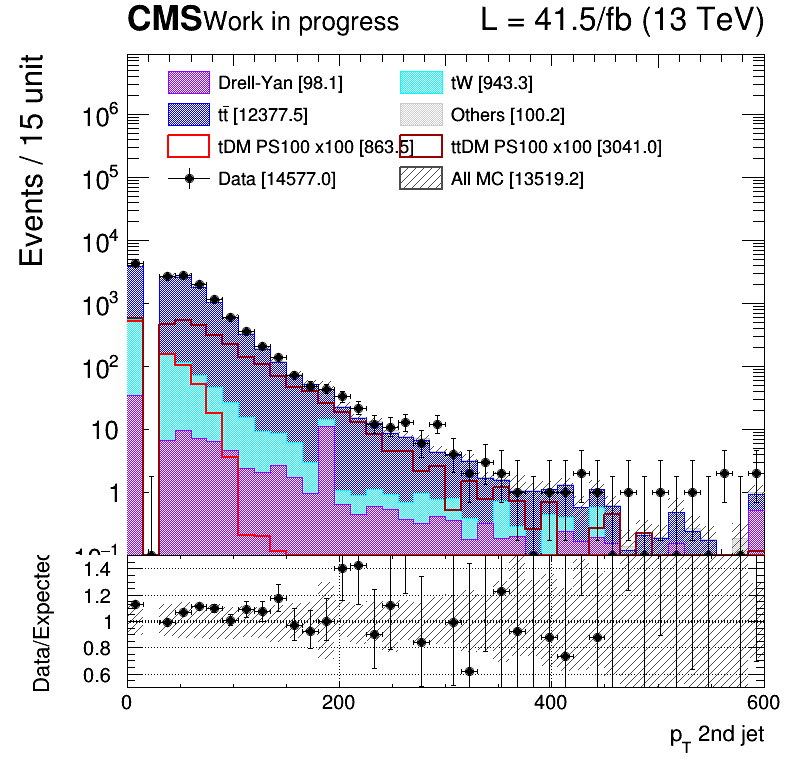 CMS Work in progress L = 41.5/fb (13 TeV)
Drell-Yan [98.1] tW [943.3]
tt̄ [12377.5] Others [100.2]
tDM PS100 x100 [863.5] ttDM PS100 x100 [3041.0]
Data [14577.0] All MC [13519.2]
Events / 15 unit
10⁶
10⁵
10⁴
10³
10²
10
1
10⁻¹
Data/Expected
1.4
1.2
1
0.8
0.6
0 200 400 600
p_T 2nd jet